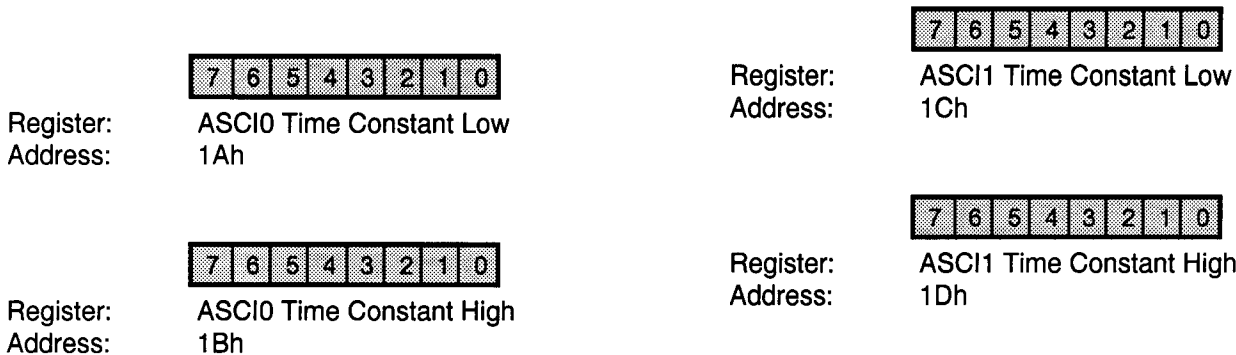 7 6 5 4 3 2 1 0
Register: ASCI0 Time Constant Low
Address: 1Ah
7 6 5 4 3 2 1 0
Register: ASCI0 Time Constant High
Address: 1Bh
7 6 5 4 3 2 1 0
Register: ASCI1 Time Constant Low
Address: 1Ch
7 6 5 4 3 2 1 0
Register: ASCI1 Time Constant High
Address: 1Dh